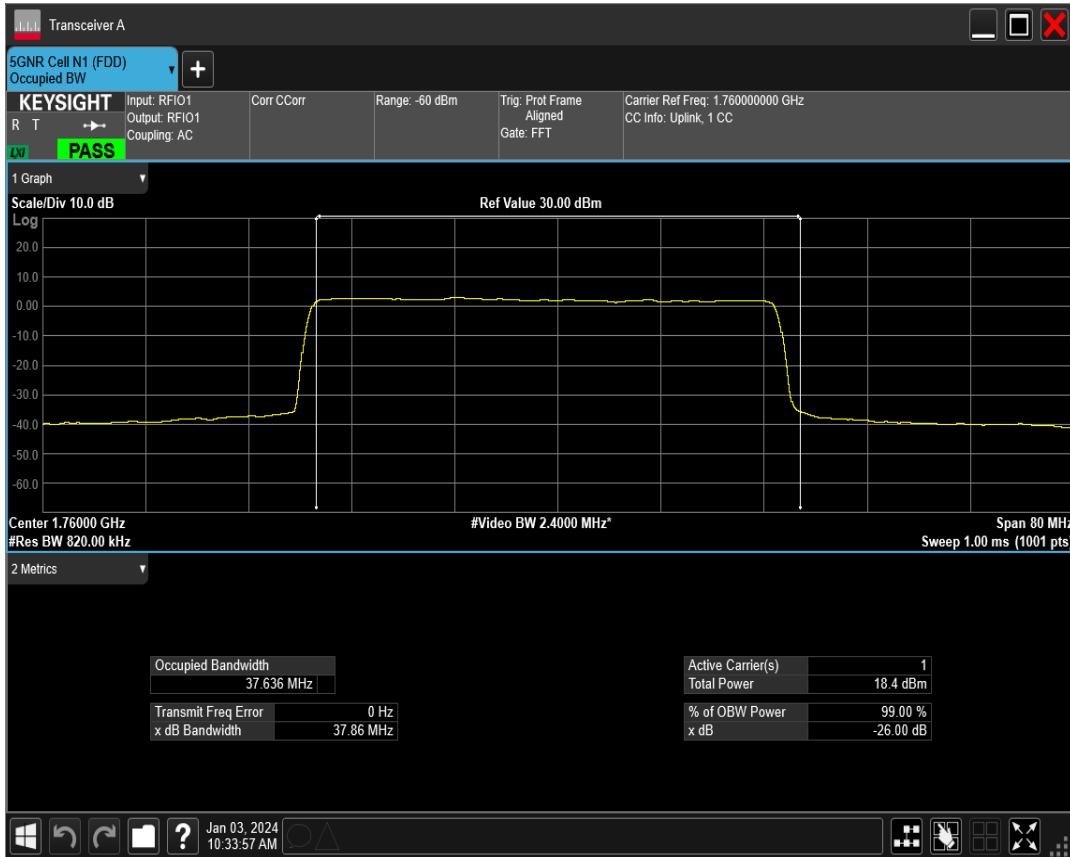 Transceiver A
5GNR Cell N1 (FDD)
Occupied BW
+
KEYSIGHT
R T
LXI
PASS
Input: RFIO1
Output: RFIO1
Coupling: AC
Corr CCorr
Range: -60 dBm
Trig: Prot Frame
Aligned
Gate: FFT
Carrier Ref Freq: 1.760000000 GHz
CC Info: Uplink, 1 CC
1 Graph
Scale/Div 10.0 dB
Ref Value 30.00 dBm
Log
20.0
10.0
0.00
-10.0
-20.0
-30.0
-40.0
-50.0
-60.0
Center 1.76000 GHz
#Video BW 2.4000 MHz*
Span 80 MHz
#Res BW 820.00 kHz
Sweep 1.00 ms (1001 pts)
2 Metrics
Occupied Bandwidth
37.636 MHz
Transmit Freq Error 0 Hz
x dB Bandwidth 37.86 MHz
Active Carrier(s) 1
Total Power 18.4 dBm
% of OBW Power 99.00 %
x dB -26.00 dB
?
Jan 03, 2024
10:33:57 AM